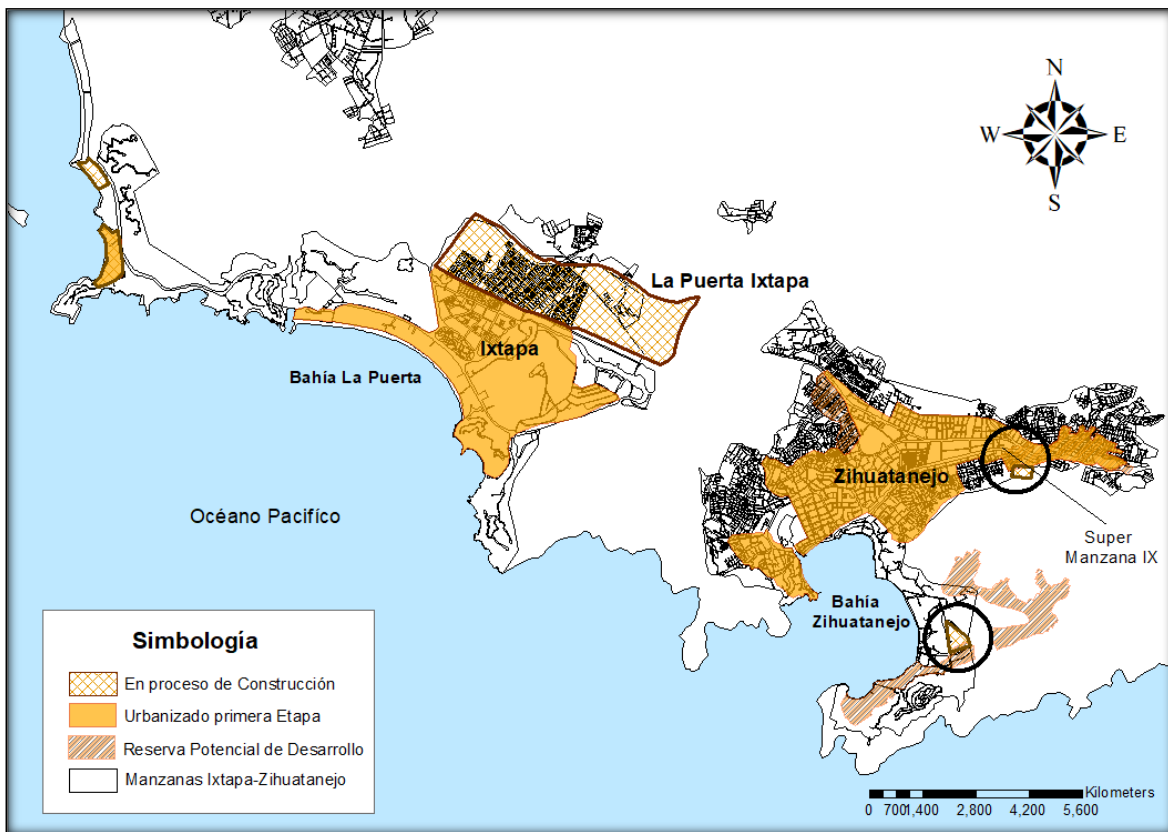 N
W
E
S
La Puerta Ixtapa
Ixtapa
Bahía La Puerta
Zihuatanejo
Océano Pacifíco
Super
Manzana IX
Bahía
Zihuatanejo
Simbología
En proceso de Construcción
Urbanizado primera Etapa
Reserva Potencial de Desarrollo
Manzanas Ixtapa-Zihuatanejo
Kilometers
0 700 1,400 2,800 4,200 5,600